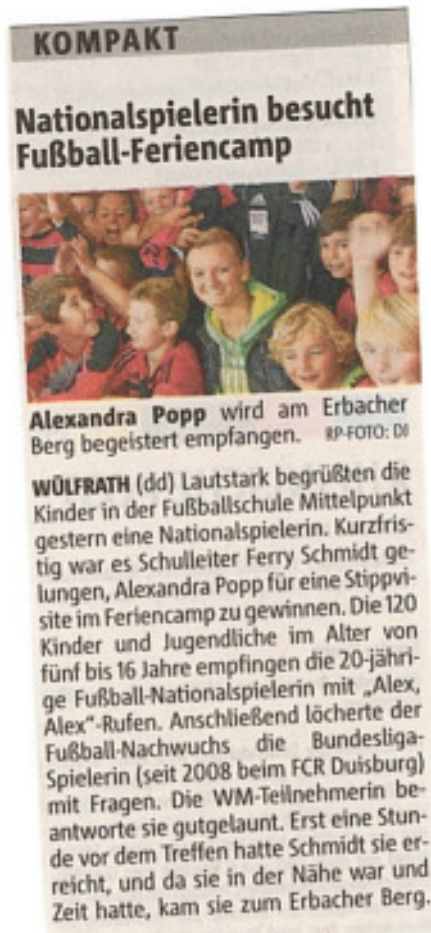 KOMPAKT
Nationalspielerin besucht
Fußball-Feriencamp
Alexandra Popp wird am Erbacher
Berg begeistert empfangen. RP-FOTO: DJ
WÜLFRATH (dd) Lautstark begrüßten die
Kinder in der Fußballschule Mittelpunkt
gestern eine Nationalspielerin. Kurzfris-
tig war es Schulleiter Ferry Schmidt ge-
lungen, Alexandra Popp für eine Stippvi-
site im Feriencamp zu gewinnen. Die 120
Kinder und Jugendliche im Alter von
fünf bis 16 Jahre empfingen die 20-jähri-
ge Fußball-Nationalspielerin mit „Alex,
Alex“-Rufen. Anschließend löcherte der
Fußball-Nachwuchs die Bundesliga-
Spielerin (seit 2008 beim FCR Duisburg)
mit Fragen. Die WM-Teilnehmerin be-
antworte sie gutgelaunt. Erst eine Stun-
de vor dem Treffen hatte Schmidt sie er-
reicht, und da sie in der Nähe war und
Zeit hatte, kam sie zum Erbacher Berg.